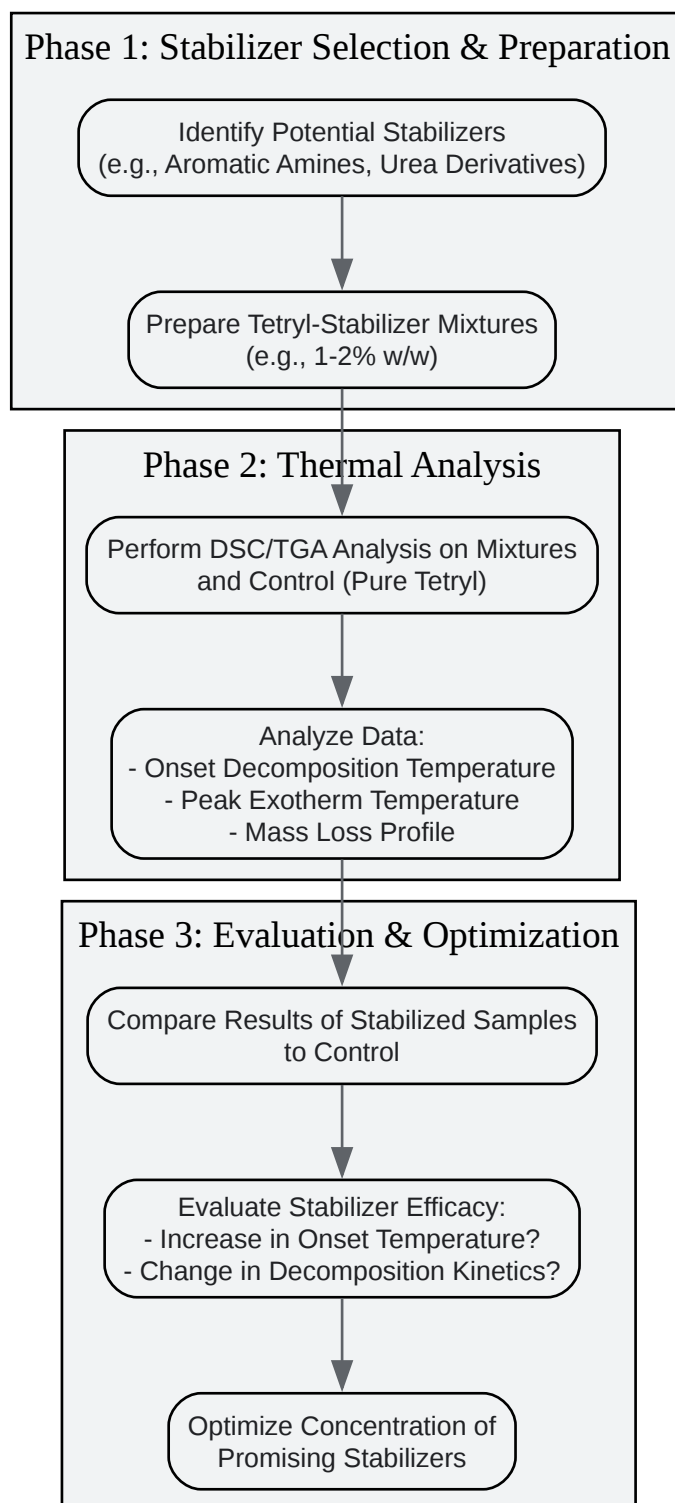 Phase 1: Stabilizer Selection & Preparation
Identify Potential Stabilizers
(e.g., Aromatic Amines, Urea Derivatives)
Prepare Tetryl-Stabilizer Mixtures
(e.g., 1-2% w/w)
Phase 2: Thermal Analysis
Perform DSC/TGA Analysis on Mixtures
and Control (Pure Tetryl)
Analyze Data:
- Onset Decomposition Temperature
- Peak Exotherm Temperature
- Mass Loss Profile
Phase 3: Evaluation & Optimization
Compare Results of Stabilized Samples
to Control
Evaluate Stabilizer Efficacy:
- Increase in Onset Temperature?
- Change in Decomposition Kinetics?
Optimize Concentration of
Promising Stabilizers